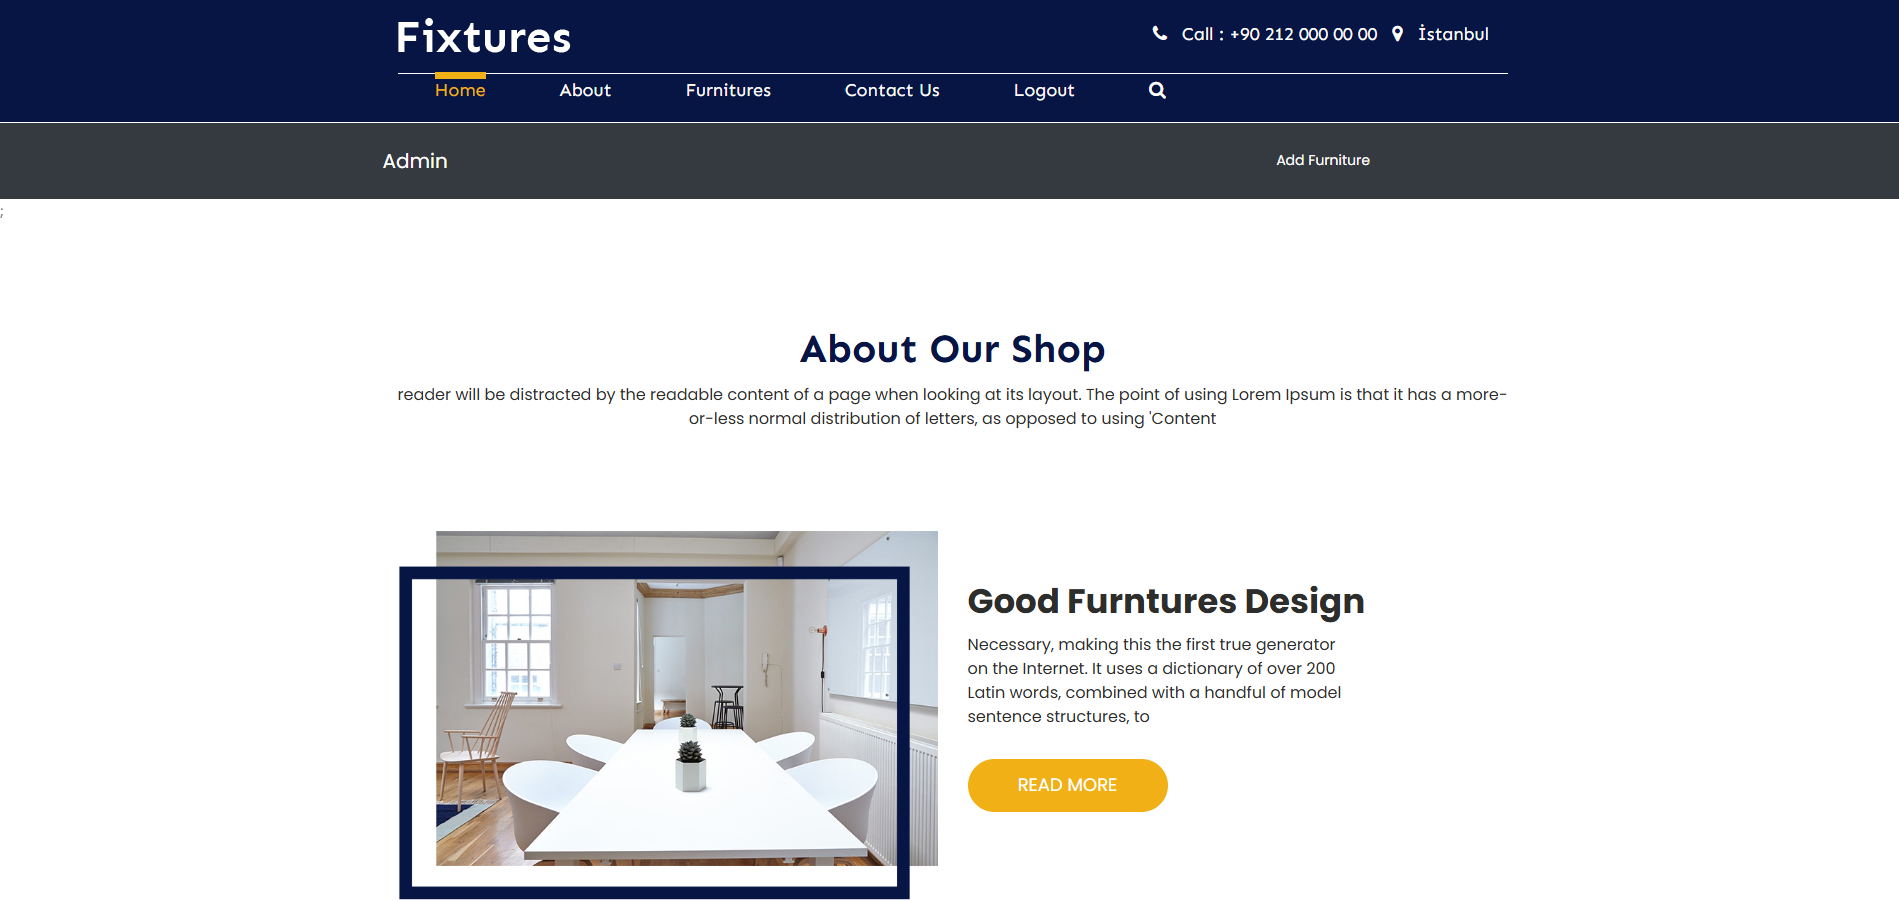 Fixtures
Call : +90 212 000 00 00 İstanbul
Home About Furnitures Contact Us Logout
Admin Add Furniture
;
About Our Shop
reader will be distracted by the readable content of a page when looking at its layout. The point of using Lorem Ipsum is that it has a more-
or-less normal distribution of letters, as opposed to using 'Content
Good Furntures Design
Necessary, making this the first true generator
on the Internet. It uses a dictionary of over 200
Latin words, combined with a handful of model
sentence structures, to
READ MORE